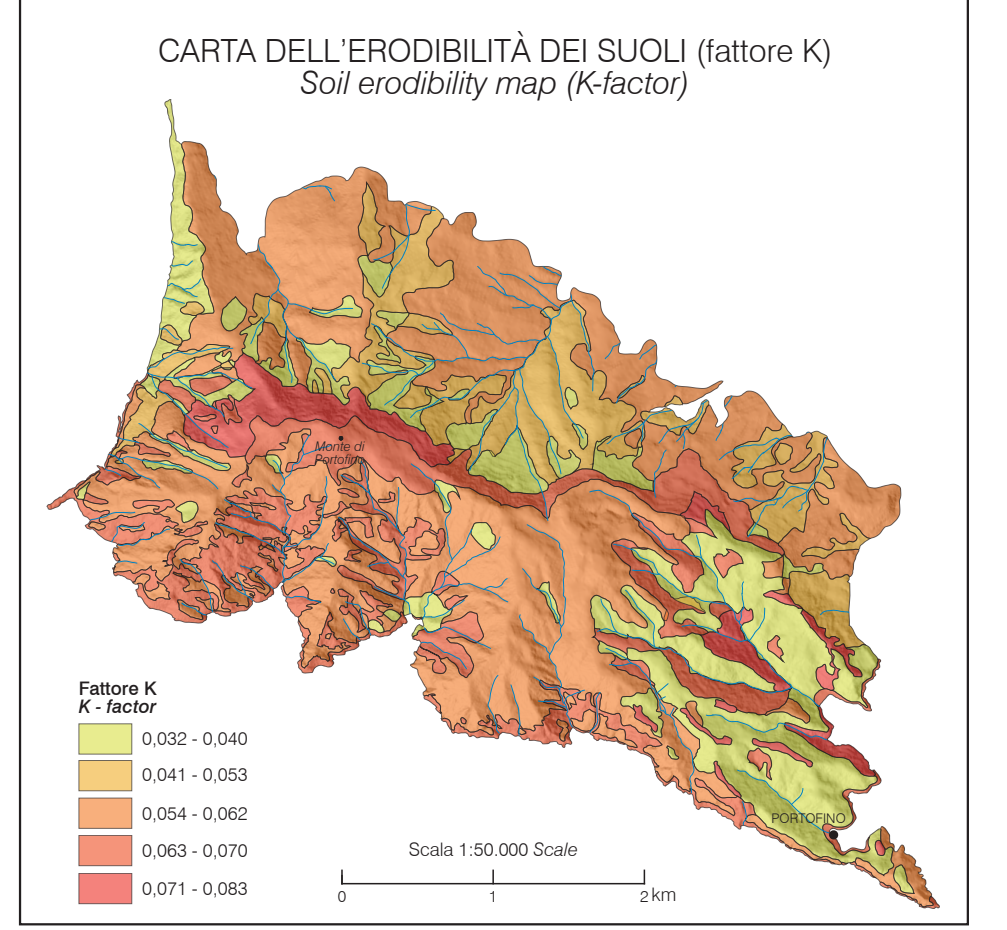 CARTA DELL'ERODIBILITÀ DEI SUOLI (fattore K)
Soil erodibility map (K-factor)
Monte di
Portofino
Fattore K
K - factor
0,032 - 0,040
0,041 - 0,053
0,054 - 0,062
0,063 - 0,070
0,071 - 0,083
Scala 1:50.000 Scale
0 1 2 km
PORTOFINO